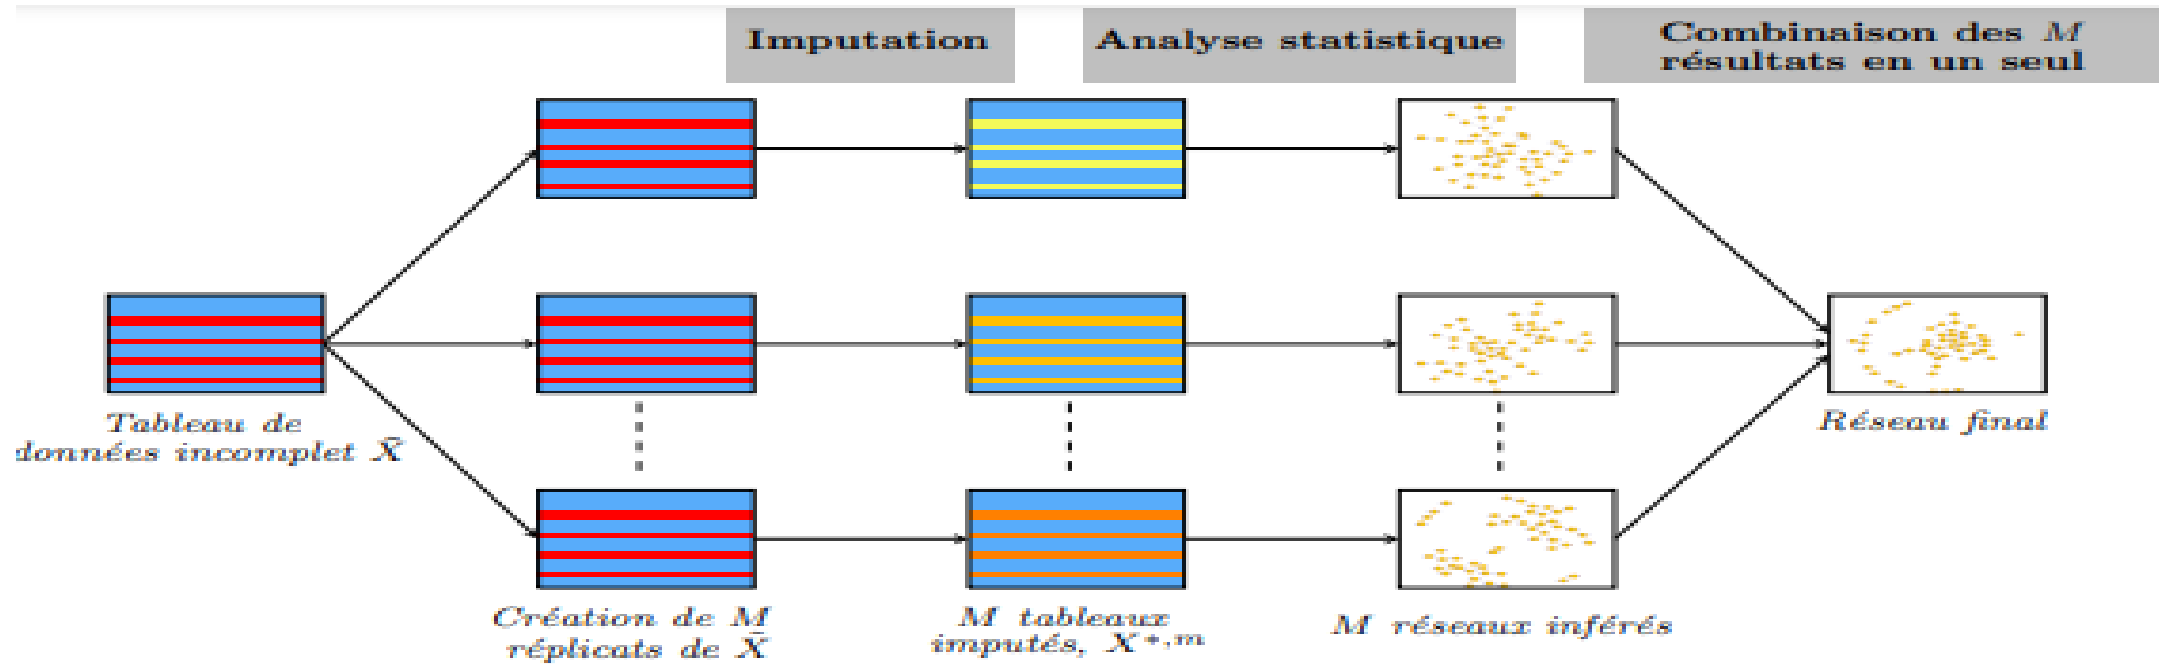 Imputation
Analyse statistique
Combinaison des M
résultats en un seul
Tableau de
données incomplet X̄
Réseau final
Création de M
réplicats de X̄
M tableaux
imputés, X*,m
M réseaux inférés